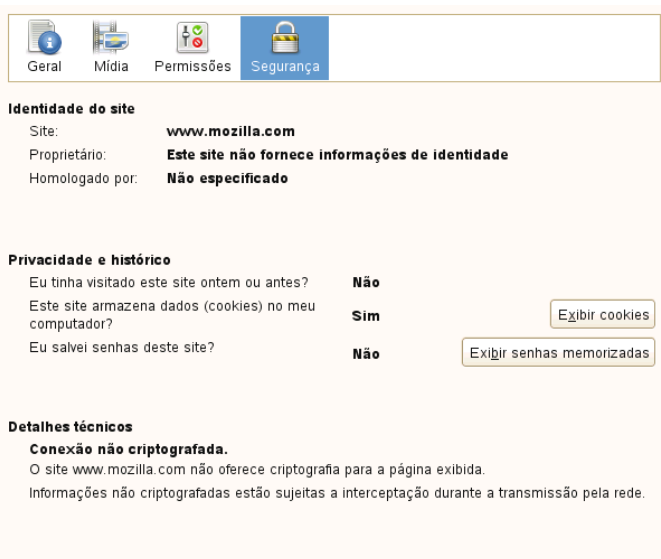 Geral Mídia Permissões Segurança
Identidade do site
Site: www.mozilla.com
Proprietário: Este site não fornece informações de identidade
Homologado por: Não especificado
Privacidade e histórico
Eu tinha visitado este site ontem ou antes? Não
Este site armazena dados (cookies) no meu
computador? Sim Exibir cookies
Eu salvei senhas deste site? Não Exibir senhas memorizadas
Detalhes técnicos
Conexão não criptografada.
O site www.mozilla.com não oferece criptografia para a página exibida.
Informações não criptografadas estão sujeitas a interceptação durante a transmissão pela rede.